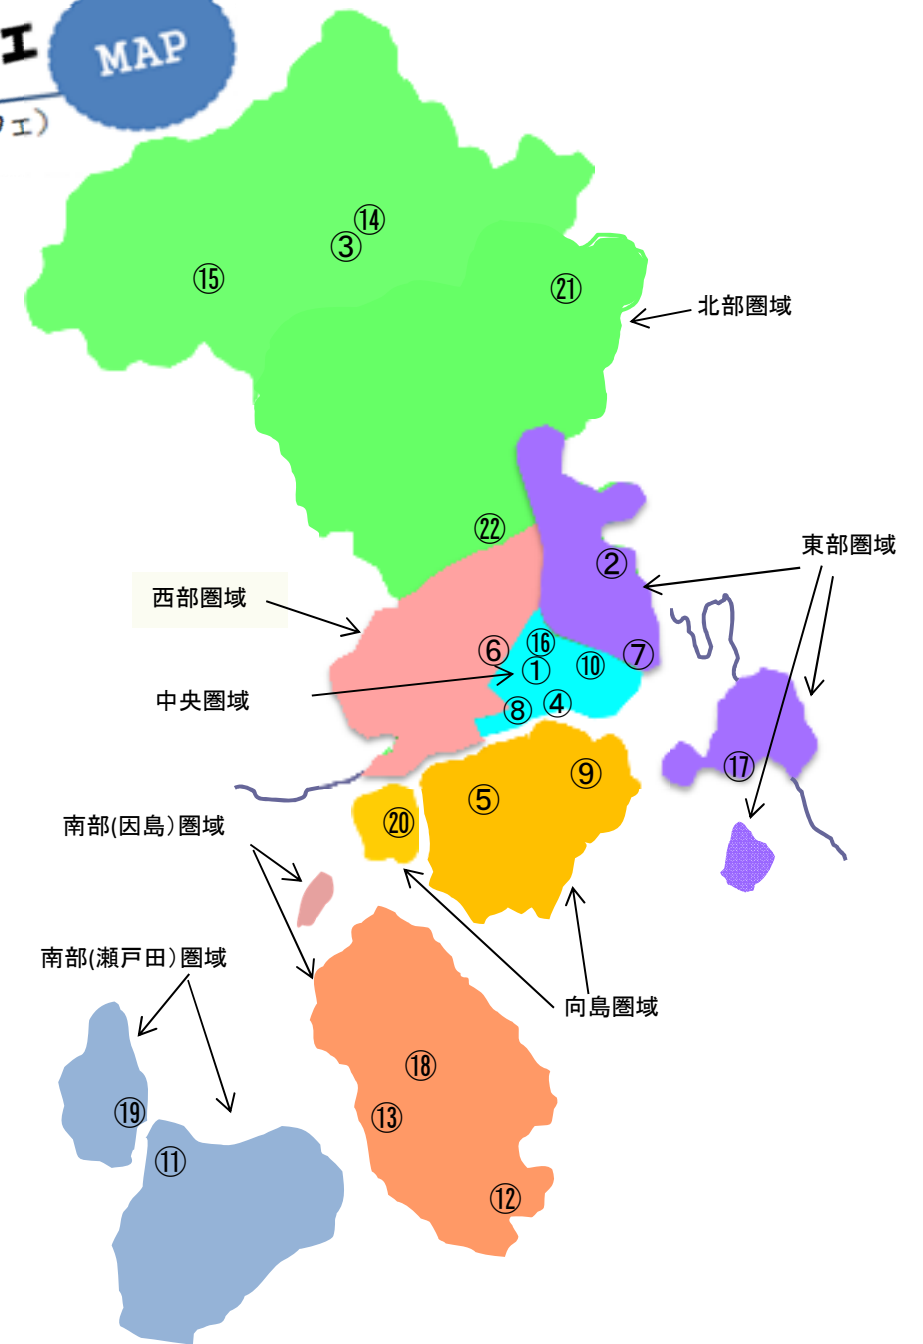 ェ
MAP
ェ)
⑭
③
⑮
㉑
北部圏域
㉒
東部圏域
②
西部圏域
⑯
⑥
⑦
①
⑩
中央圏域
④
⑧
⑰
⑨
⑤
⑳
南部(因島)圏域
南部(瀬戸田)圏域
向島圏域
⑱
⑲
⑬
⑪
⑫